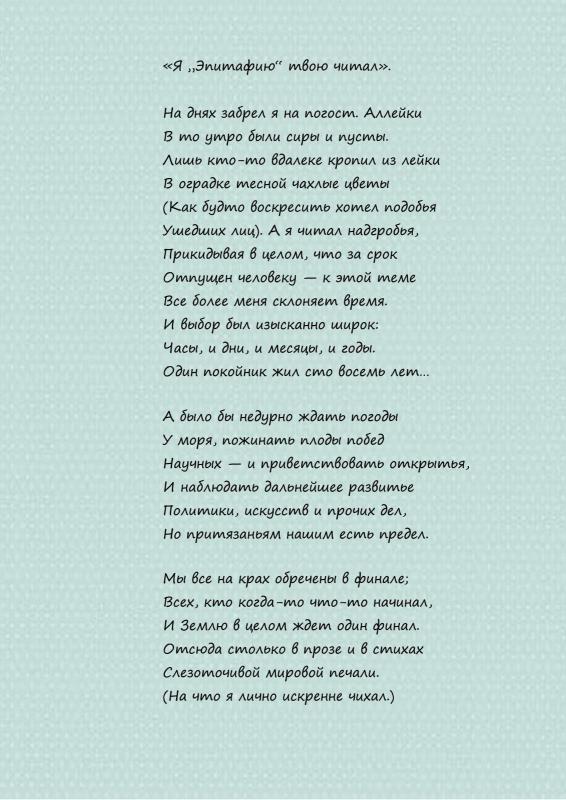 «Я „Эпитафию“ твою читал».
На днях забрел я на погост. Аллейки
В то утро были сиры и пусты.
Лишь кто-то вдалеке кропил из лейки
В оградке тесной чахлые цветы
(Как будто воскресить хотел подобья
Ушедших лиц). А я читал надгробья,
Прикидывая в целом, что за срок
Отпущен человеку — к этой теме
Все более меня склоняет время.
И выбор был изысканно широк:
Часы, и дни, и месяцы, и годы.
Один покойник жил сто восемь лет...
А было бы недурно ждать погоды
У моря, пожинать плоды побед
Научных — и приветствовать открытья,
И наблюдать дальнейшее развитье
Политики, искусств и прочих дел,
Но притязаньям нашим есть предел.
Мы все на крах обречены в финале;
Всех, кто когда-то что-то начинал,
И Землю в целом ждет один финал.
Отсюда столько в прозе и в стихах
Слезоточивой мировой печали.
(На что я лично искренне чихал.)